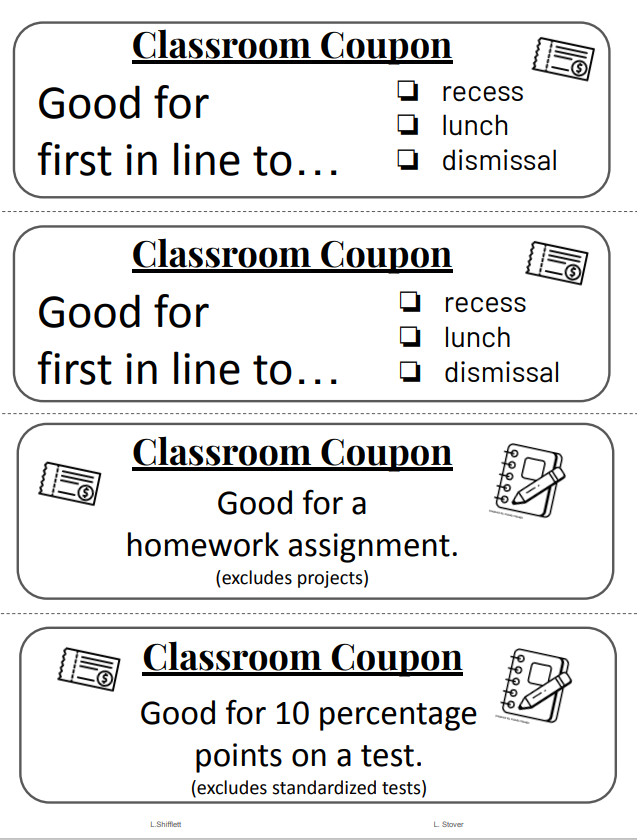 Classroom Coupon
Good for
first in line to…
❏ recess
❏ lunch
❏ dismissal
Classroom Coupon
Good for
first in line to…
❏ recess
❏ lunch
❏ dismissal
Classroom Coupon
Good for a
homework assignment.
(excludes projects)
Classroom Coupon
Good for 10 percentage
points on a test.
(excludes standardized tests)
L.Shifflett
L. Stover